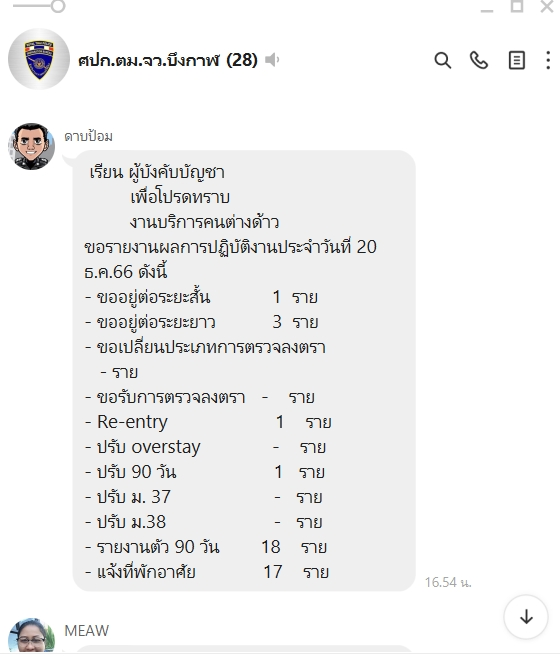 ศปก.ตม.จว.บึงกาฬ (28)
ดาบป้อม
เรียน ผู้บังคับบัญชา
เพื่อโปรดทราบ
งานบริการคนต่างด้าว
ขอรายงานผลการปฏิบัติงานประจำวันที่ 20
ธ.ค.66 ดังนี้
- ขออยู่ต่อระยะสั้น 1 ราย
- ขออยู่ต่อระยะยาว 3 ราย
- ขอเปลี่ยนประเภทการตรวจลงตรา
- ราย
- ขอรับการตรวจลงตรา - ราย
- Re-entry 1 ราย
- ปรับ overstay - ราย
- ปรับ 90 วัน 1 ราย
- ปรับ ม. 37 - ราย
- ปรับ ม.38 - ราย
- รายงานตัว 90 วัน 18 ราย
- แจ้งที่พักอาศัย 17 ราย
16.54 น.
MEAW